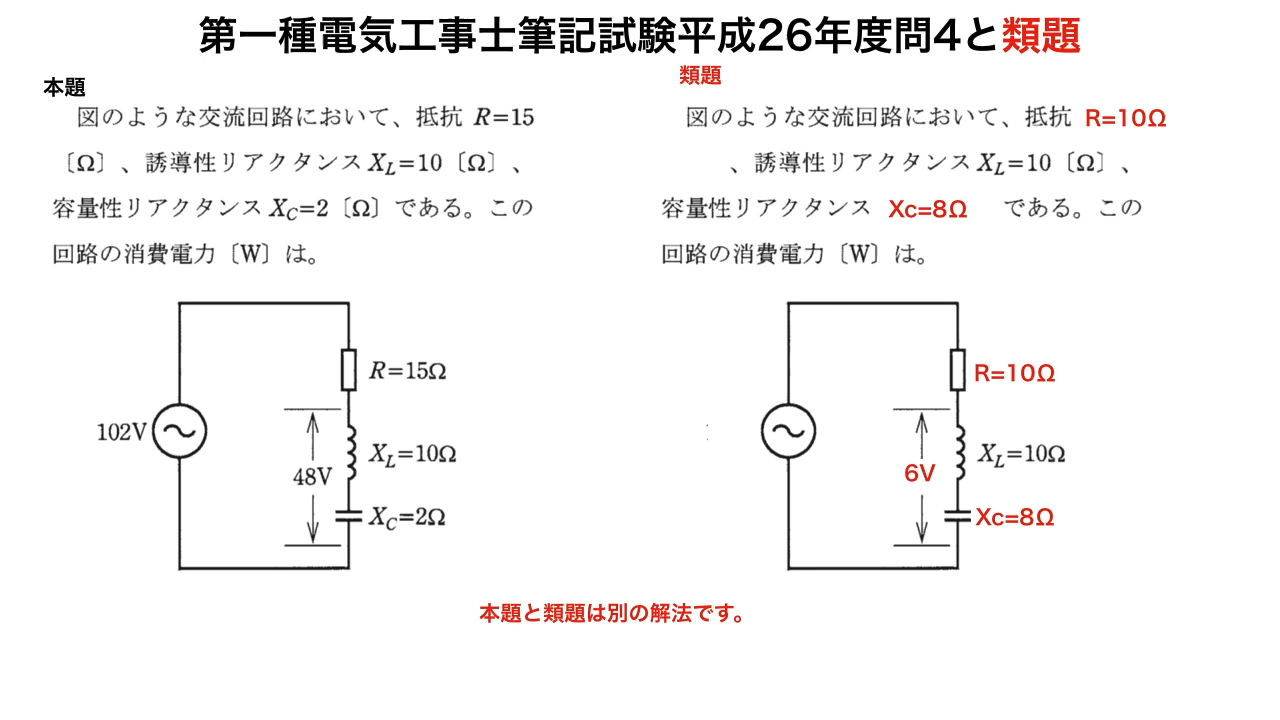 第一種電気工事士筆記試験平成26年度問4と類題
本題
図のような交流回路において、抵抗 R=15
〔Ω〕、誘導性リアクタンス XL=10〔Ω〕、
容量性リアクタンス XC=2〔Ω〕である。この
回路の消費電力〔W〕は。
102V
R=15Ω
48V
XL=10Ω
XC=2Ω
類題
図のような交流回路において、抵抗 R=10Ω
、誘導性リアクタンス XL=10〔Ω〕、
容量性リアクタンス Xc=8Ω である。この
回路の消費電力〔W〕は。
R=10Ω
6V
XL=10Ω
Xc=8Ω
本題と類題は別の解法です。